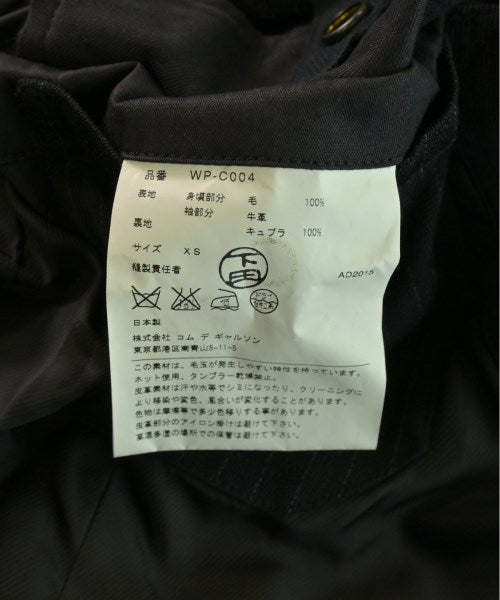 品番 WP-C004
表地 身頃部分 毛 100%
袖部分 牛革
裏地 キュプラ 100%
サイズ XS
縫製責任者 下田 AD2015
日本製
株式会社 コム デ ギャルソン
東京都港区南青山5-11-5
この素材は、毛玉が発生しやすい特性を持っています。
ネット使用、タンブラー乾燥禁止。
皮革素材は汗や水等でシミになったり、クリーニングに
より移染や変色、風合いが変化することがあります。
色物は摩擦等で多少色移りする事があります。
皮革部分のアイロン掛けは避けて下さい。
高温多湿の場所での保管は避けて下さい。